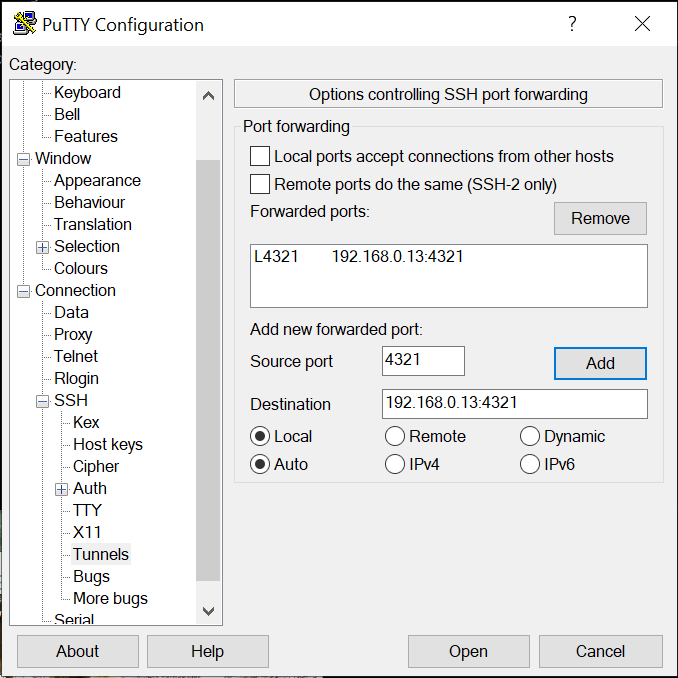 PuTTY Configuration
?
Category:
Keyboard
Bell
Features
Window
Appearance
Behaviour
Translation
Selection
Colours
Connection
Data
Proxy
Telnet
Rlogin
SSH
Kex
Host keys
Cipher
Auth
TTY
X11
Tunnels
Bugs
More bugs
Serial
Options controlling SSH port forwarding
Port forwarding
Local ports accept connections from other hosts
Remote ports do the same (SSH-2 only)
Forwarded ports:
Remove
L4321 192.168.0.13:4321
Add new forwarded port:
Source port 4321 Add
Destination 192.168.0.13:4321
Local Remote Dynamic
Auto IPv4 IPv6
About Help Open Cancel